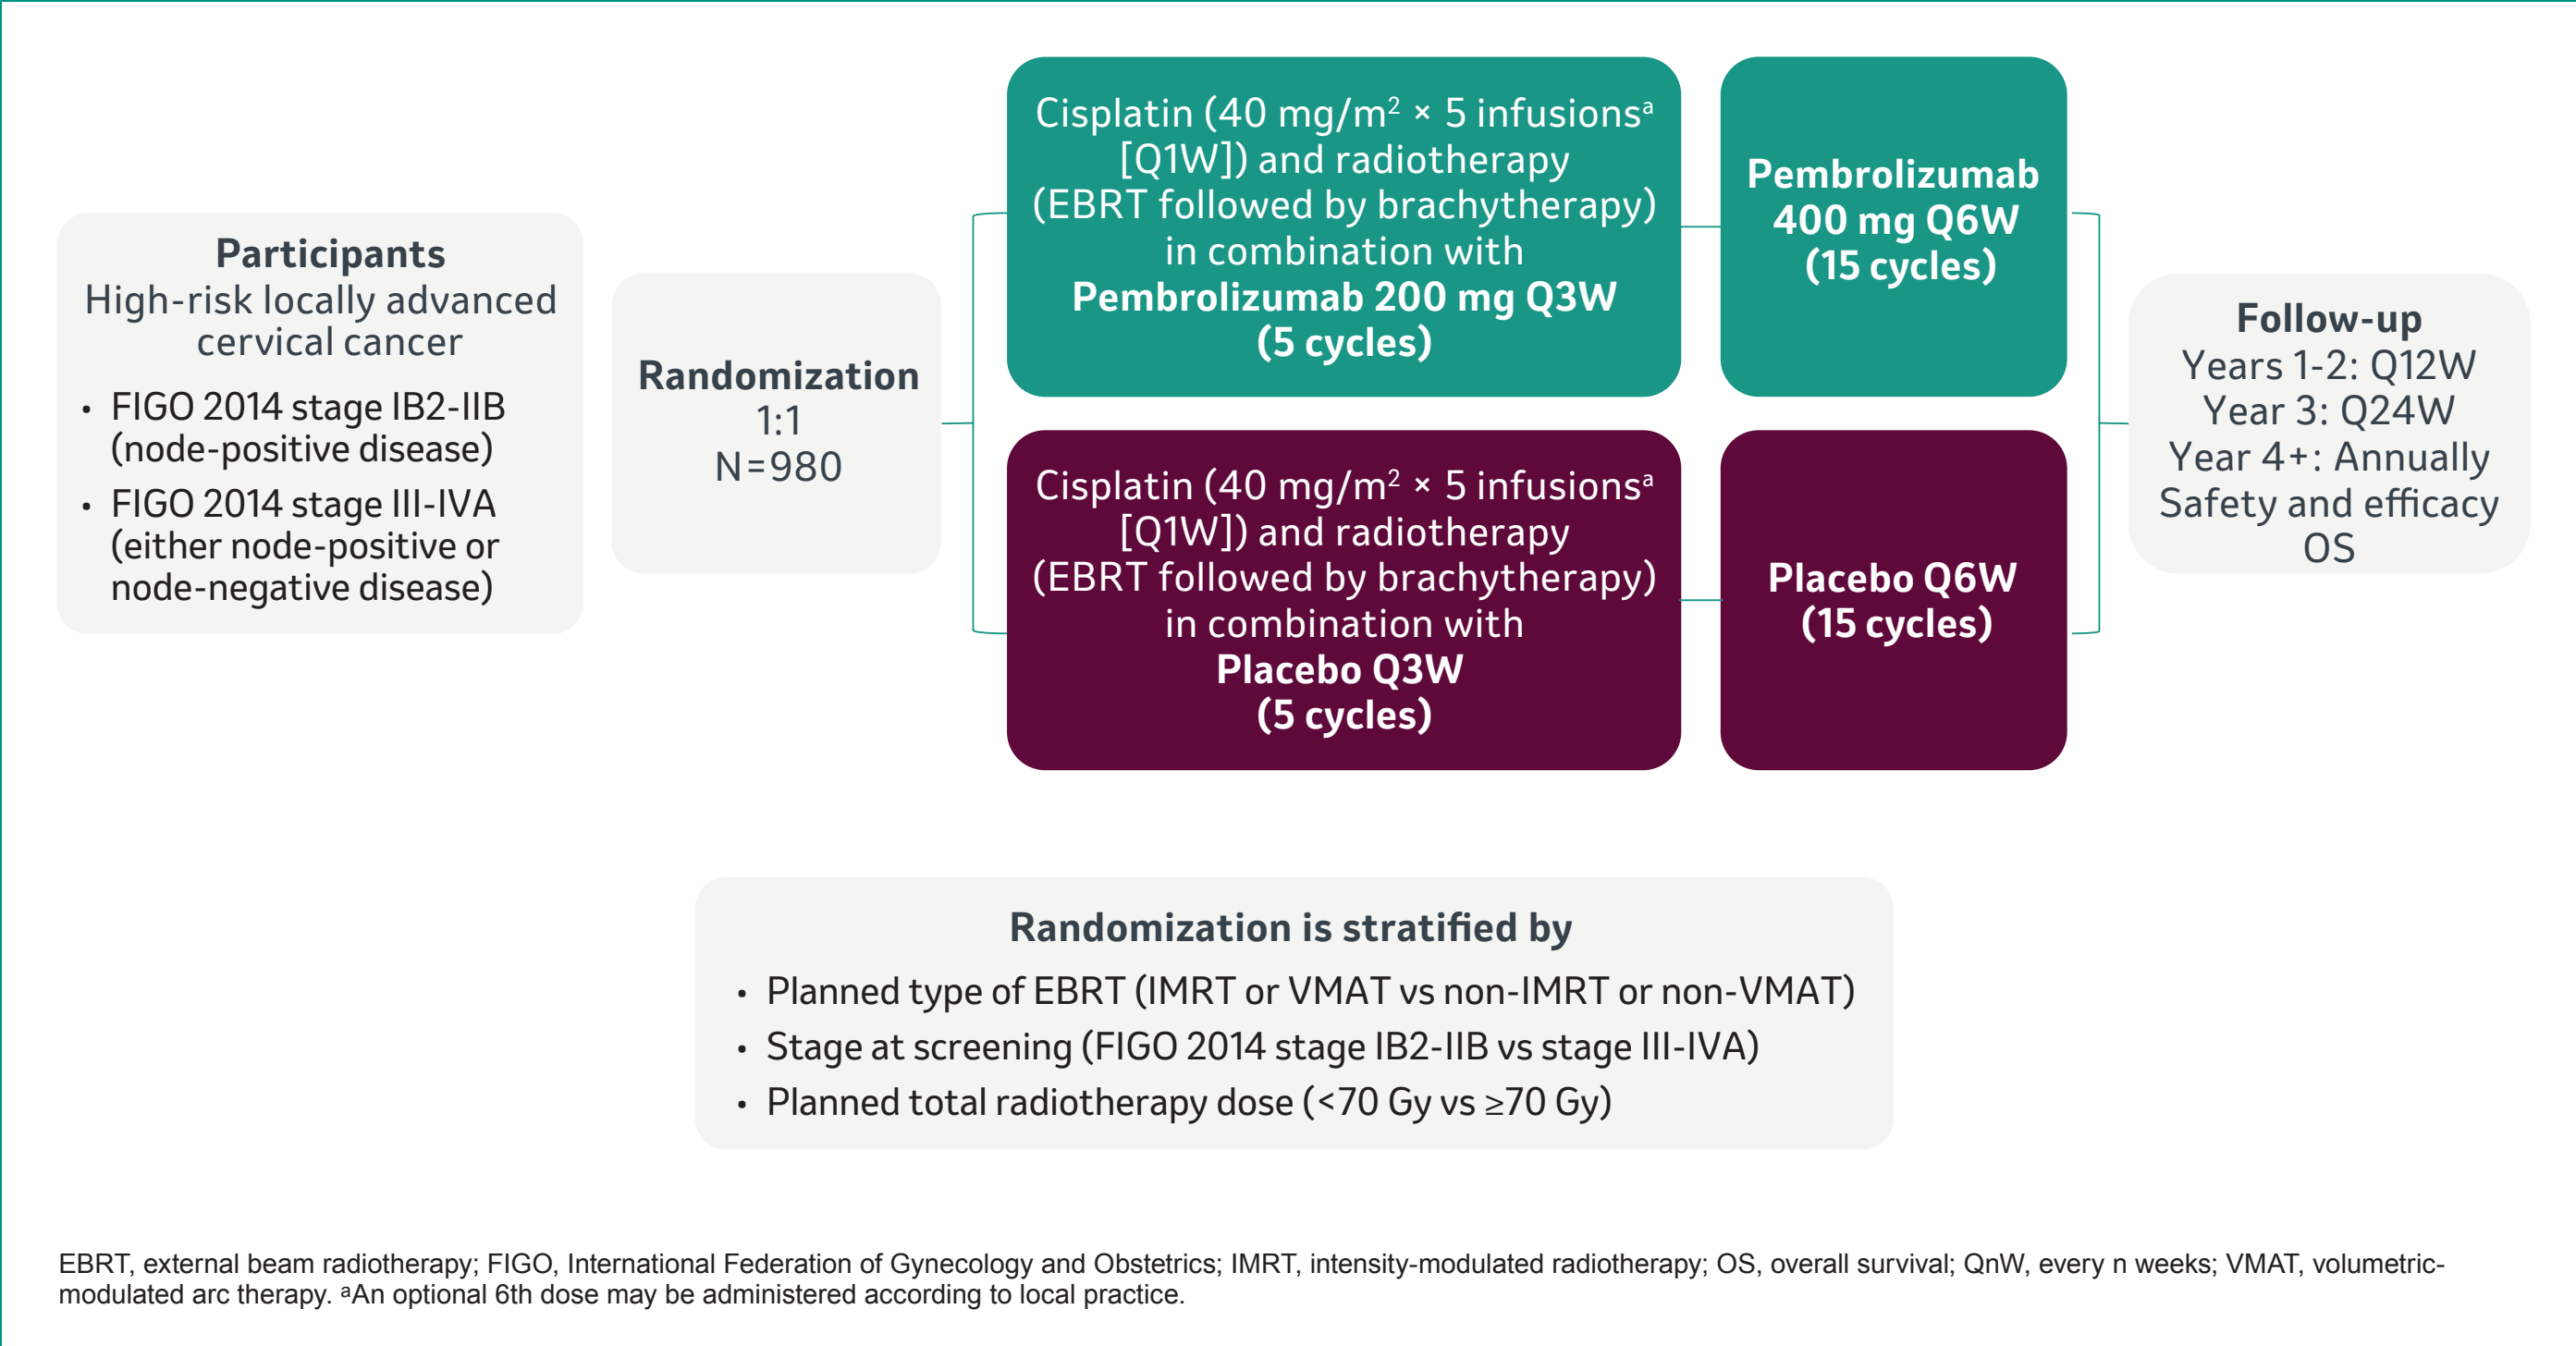 Participants
High-risk locally advanced
cervical cancer
• FIGO 2014 stage IB2-IIB
(node-positive disease)
• FIGO 2014 stage III-IVA
(either node-positive or
node-negative disease)
Randomization
1:1
N=980
Cisplatin (40 mg/m² × 5 infusionsᵃ
[Q1W]) and radiotherapy
(EBRT followed by brachytherapy)
in combination with
Pembrolizumab 200 mg Q3W
(5 cycles)
Pembrolizumab
400 mg Q6W
(15 cycles)
Cisplatin (40 mg/m² × 5 infusionsᵃ
[Q1W]) and radiotherapy
(EBRT followed by brachytherapy)
in combination with
Placebo Q3W
(5 cycles)
Placebo Q6W
(15 cycles)
Follow-up
Years 1-2: Q12W
Year 3: Q24W
Year 4+: Annually
Safety and efficacy
OS
Randomization is stratified by
• Planned type of EBRT (IMRT or VMAT vs non-IMRT or non-VMAT)
• Stage at screening (FIGO 2014 stage IB2-IIB vs stage III-IVA)
• Planned total radiotherapy dose (<70 Gy vs ≥70 Gy)
EBRT, external beam radiotherapy; FIGO, International Federation of Gynecology and Obstetrics; IMRT, intensity-modulated radiotherapy; OS, overall survival; QnW, every n weeks; VMAT, volumetric-
modulated arc therapy. ᵃAn optional 6th dose may be administered according to local practice.